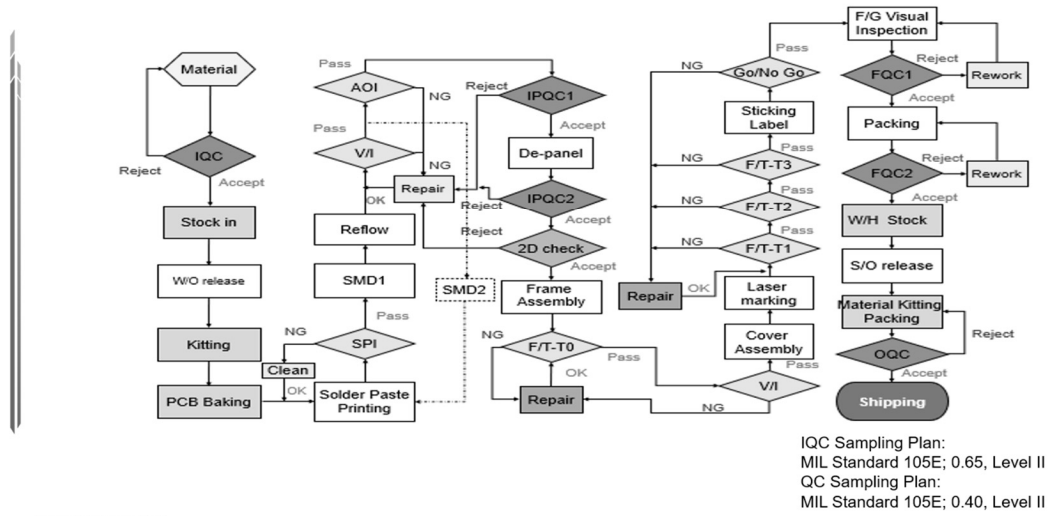 Material
IQC
Reject
Accept
Stock in
W/O release
Kitting
PCB Baking
Solder Paste
Printing
OK
Clean
NG
SPI
Pass
SMD1
Reflow
OK
V/I
NG
Pass
AOI
NG
Pass
Repair
SMD2
IPQC1
Reject
Accept
De-panel
IPQC2
Reject
Accept
2D check
Reject
Accept
Frame
Assembly
F/T-T0
NG
Pass
OK
Repair
V/I
NG
Pass
Cover
Assembly
Laser
marking
Repair
OK
F/T-T1
NG
Pass
F/T-T2
NG
Pass
F/T-T3
NG
Pass
Sticking
Label
Go/No Go
NG
Pass
F/G Visual
Inspection
FQC1
Reject
Rework
Accept
Packing
FQC2
Reject
Rework
Accept
W/H Stock
S/O release
Material Kitting
Packing
OQC
Reject
Accept
Shipping
IQC Sampling Plan:
MIL Standard 105E; 0.65, Level II
QC Sampling Plan:
MIL Standard 105E; 0.40, Level II